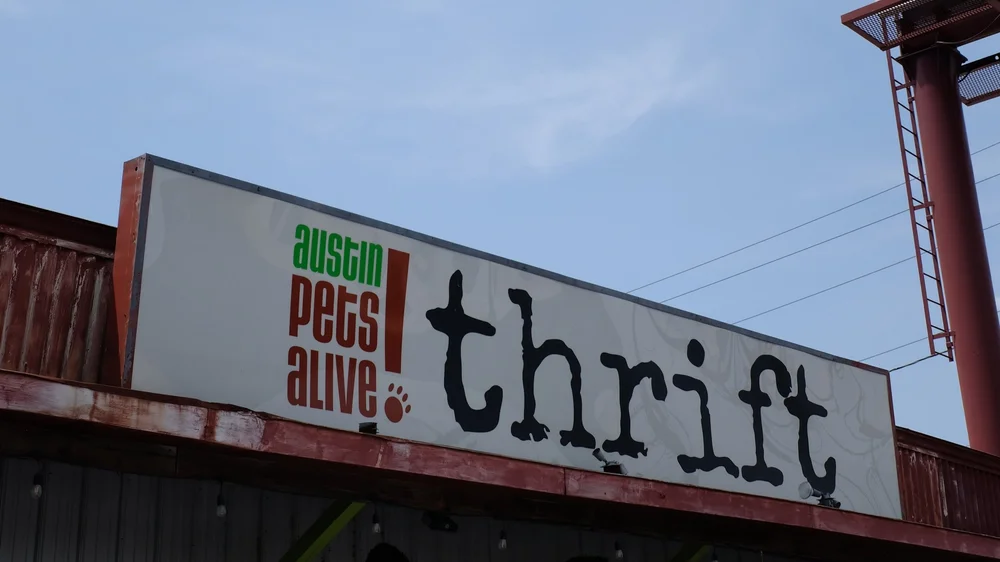 austin
pets
alive!
thrift